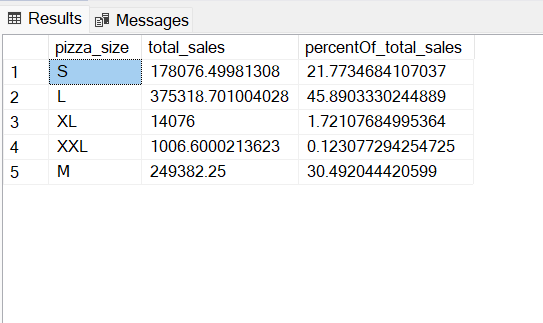 Results Messages
pizza_size total_sales percentOf_total_sales
1 S 178076.49981308 21.7734684107037
2 L 375318.701004028 45.8903330244889
3 XL 14076 1.72107684995364
4 XXL 1006.6000213623 0.123077294254725
5 M 249382.25 30.492044420599